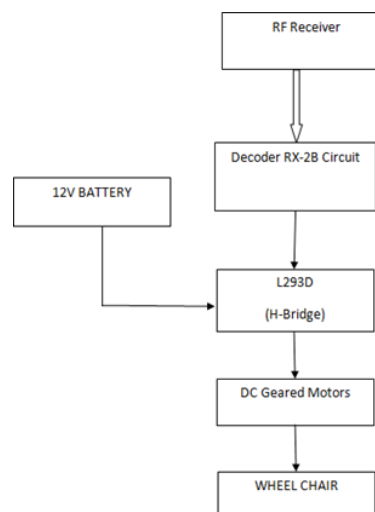 RF Receiver
Decoder RX-2B Circuit
12V BATTERY
L293D
(H-Bridge)
DC Geared Motors
WHEEL CHAIR